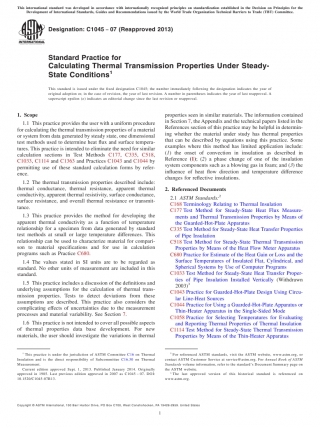 This international standard was developed in accordance with internationally recognized principles on standardization established in the Decision on Principles for the
Development of International Standards, Guides and Recommendations issued by the World Trade Organization Technical Barriers to Trade (TBT) Committee.
Designation: C1045 − 07 (Reapproved 2013)
Standard Practice for
Calculating Thermal Transmission Properties Under Steady-
State Conditions1
This standard is issued under the fixed designation C1045; the number immediately following the designation indicates the year of
original adoption or, in the case of revision, the year of last revision. A number in parentheses indicates the year of last reapproval. A
superscript epsilon (ε) indicates an editorial change since the last revision or reapproval.
1. Scope
1.1 This practice provides the user with a uniform procedure
for calculating the thermal transmission properties of a material
or system from data generated by steady state, one dimensional
test methods used to determine heat flux and surface tempera-
tures. This practice is intended to eliminate the need for similar
calculation sections in Test Methods C177, C335, C518,
C1033, C1114 and C1363 and Practices C1043 and C1044 by
permitting use of these standard calculation forms by refer-
ence.
1.2 The thermal transmission properties described include:
thermal conductance, thermal resistance, apparent thermal
conductivity, apparent thermal resistivity, surface conductance,
surface resistance, and overall thermal resistance or transmit-
tance.
1.3 This practice provides the method for developing the
apparent thermal conductivity as a function of temperature
relationship for a specimen from data generated by standard
test methods at small or large temperature differences. This
relationship can be used to characterize material for compari-
son to material specifications and for use in calculation
programs such as Practice C680.
1.4 The values stated in SI units are to be regarded as
standard. No other units of measurement are included in this
standard.
1.5 This practice includes a discussion of the definitions and
underlying assumptions for the calculation of thermal trans-
mission properties. Tests to detect deviations from these
assumptions are described. This practice also considers the
complicating effects of uncertainties due to the measurement
processes and material variability. See Section 7.
1.6 This practice is not intended to cover all possible aspects
of thermal properties data base development. For new
materials, the user should investigate the variations in thermal
properties seen in similar materials. The information contained
in Section 7, the Appendix and the technical papers listed in the
References section of this practice may be helpful in determin-
ing whether the material under study has thermal properties
that can be described by equations using this practice. Some
examples where this method has limited application include:
(1) the onset of convection in insulation as described in
Reference (1); (2) a phase change of one of the insulation
system components such as a blowing gas in foam; and (3) the
influence of heat flow direction and temperature difference
changes for reflective insulations.
2. Referenced Documents
2.1 ASTM Standards:2
C168 Terminology Relating to Thermal Insulation
C177 Test Method for Steady-State Heat Flux Measure-
ments and Thermal Transmission Properties by Means of
the Guarded-Hot-Plate Apparatus
C335 Test Method for Steady-State Heat Transfer Properties
of Pipe Insulation
C518 Test Method for Steady-State Thermal Transmission
Properties by Means of the Heat Flow Meter Apparatus
C680 Practice for Estimate of the Heat Gain or Loss and the
Surface Temperatures of Insulated Flat, Cylindrical, and
Spherical Systems by Use of Computer Programs
C1033 Test Method for Steady-State Heat Transfer Proper-
ties of Pipe Insulation Installed Vertically (Withdrawn
2003)3
C1043 Practice for Guarded-Hot-Plate Design Using Circu-
lar Line-Heat Sources
C1044 Practice for Using a Guarded-Hot-Plate Apparatus or
Thin-Heater Apparatus in the Single-Sided Mode
C1058 Practice for Selecting Temperatures for Evaluating
and Reporting Thermal Properties of Thermal Insulation
C1114 Test Method for Steady-State Thermal Transmission
Properties by Means of the Thin-Heater Apparatus
1 This practice is under the jurisdiction of ASTM Committee C16 on Thermal
Insulation and is the direct responsibility of Subcommittee C16.30 on Thermal
Measurement.
Current edition approved Sept. 1, 2013. Published January 2014. Originally
approved in 1985. Last previous edition approved in 2007 as C1045 – 07. DOI:
10.1520/C1045-07R13.
2 For referenced ASTM standards, visit the ASTM website, www.astm.org, or
contact ASTM Customer Service at service@astm.org. For Annual Book of ASTM
Standards volume information, refer to the standard's Document Summary page on
the ASTM website.
3 The last approved version of this historical standard is referenced on
www.astm.org.
Copyright © ASTM International, 100 Barr Harbor Drive, PO Box C700, West Conshohocken, PA 19428-2959. United States
1